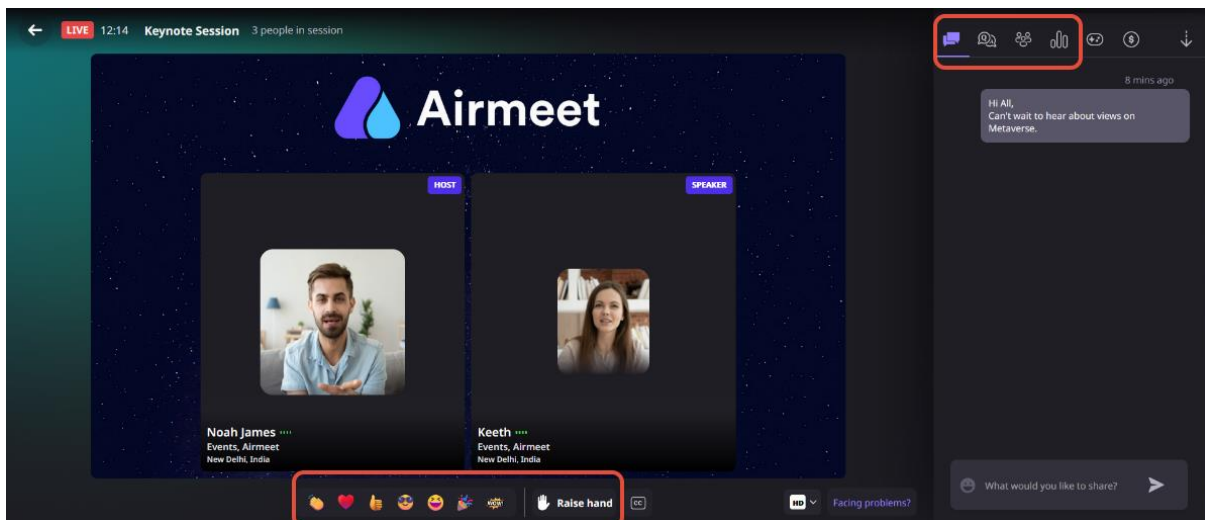 LIVE 12:14 Keynote Session 3 people in session
Airmeet
HOST
SPEAKER
Noah James
Events, Airmeet
New Delhi, India
Keeth
Events, Airmeet
New Delhi, India
WOW!
Raise hand
CC
HD
Facing problems?
Q A
$
8 mins ago
Hi All,
Can't wait to hear about views on
Metaverse.
What would you like to share?